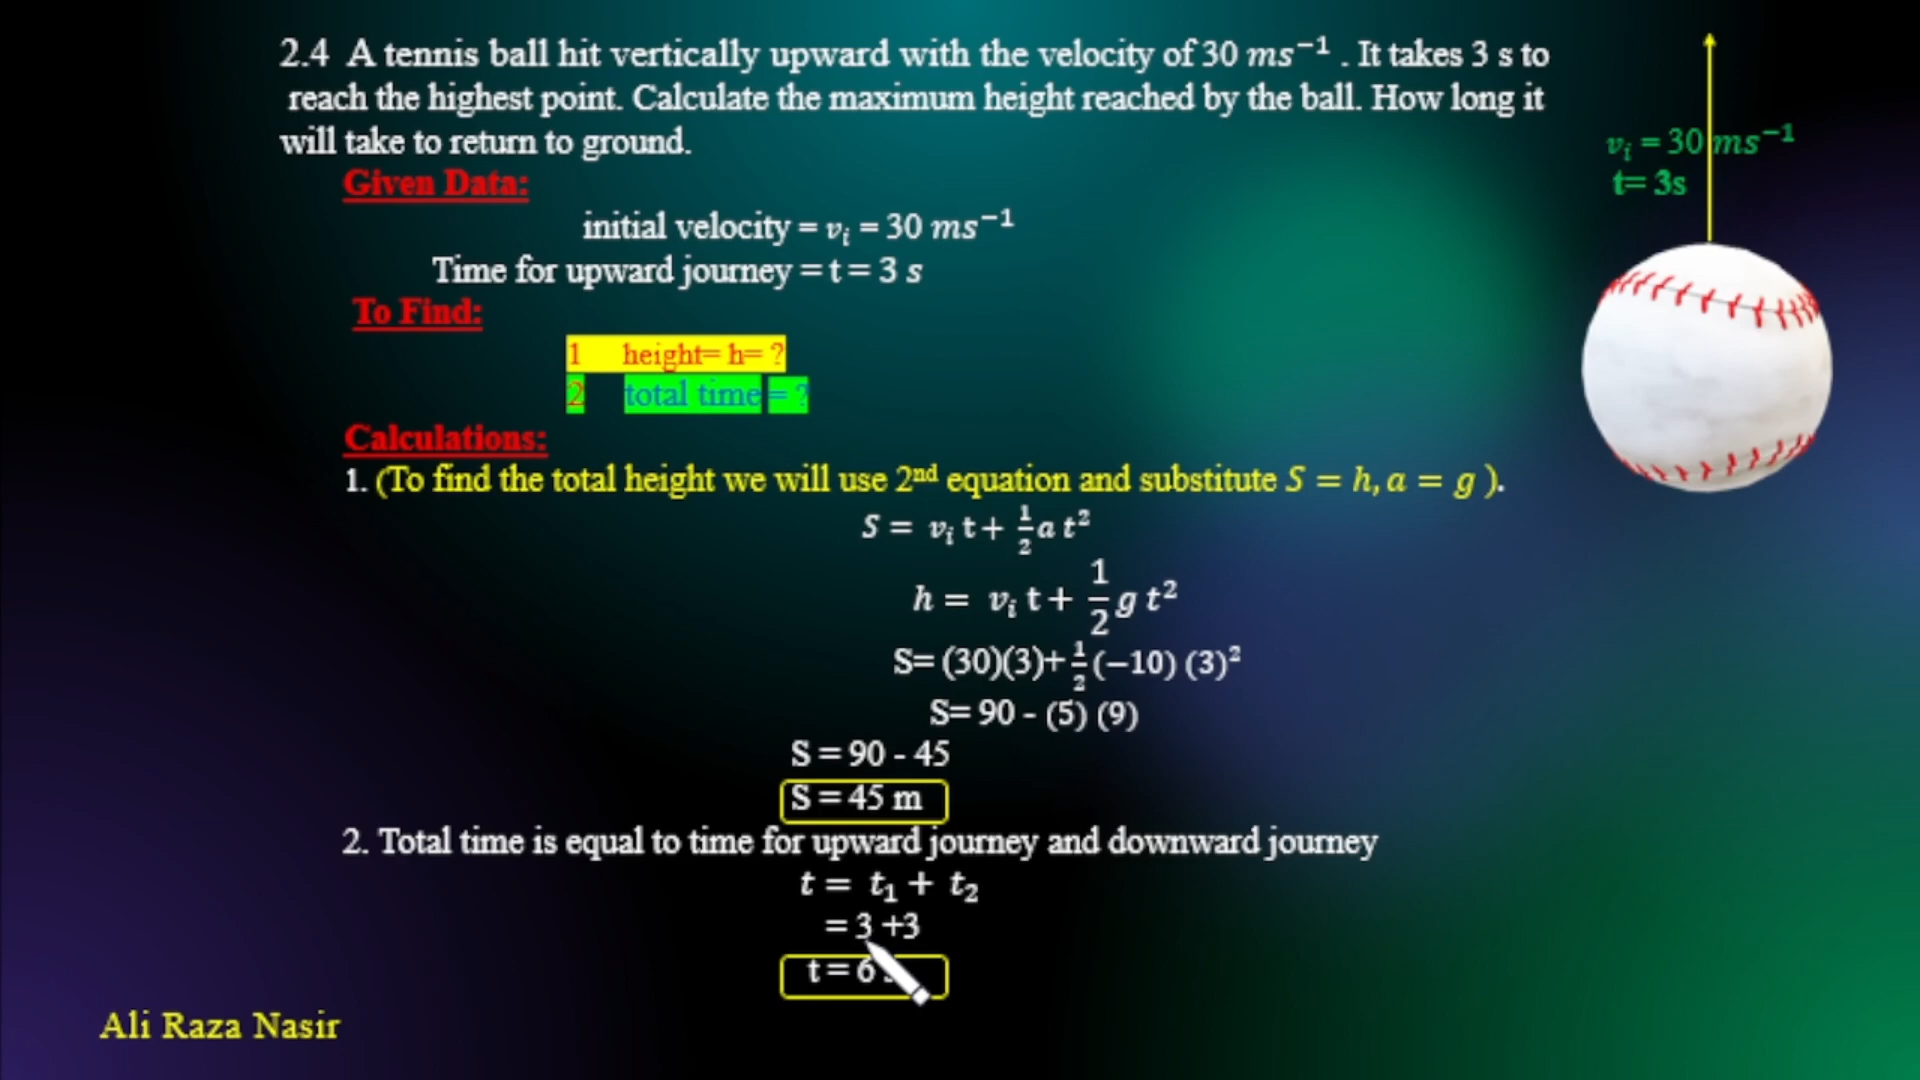 2.4 A tennis ball hit vertically upward with the velocity of 30 ms⁻¹ . It takes 3 s to
reach the highest point. Calculate the maximum height reached by the ball. How long it
will take to return to ground.
Given Data:
initial velocity = vᵢ = 30 ms⁻¹
Time for upward journey = t = 3 s
To Find:
1 height= h= ?
2 total time = ?
Calculations:
1. (To find the total height we will use 2nd equation and substitute S = h, a = g ).
S = vᵢ t + ½ a t²
h = vᵢ t + ½ g t²
S= (30)(3)+ ½ (−10) (3)²
S= 90 - (5) (9)
S = 90 - 45
S = 45 m
2. Total time is equal to time for upward journey and downward journey
t = t₁ + t₂
= 3 +3
t = 6
vᵢ = 30 ms⁻¹
t= 3s
Ali Raza Nasir